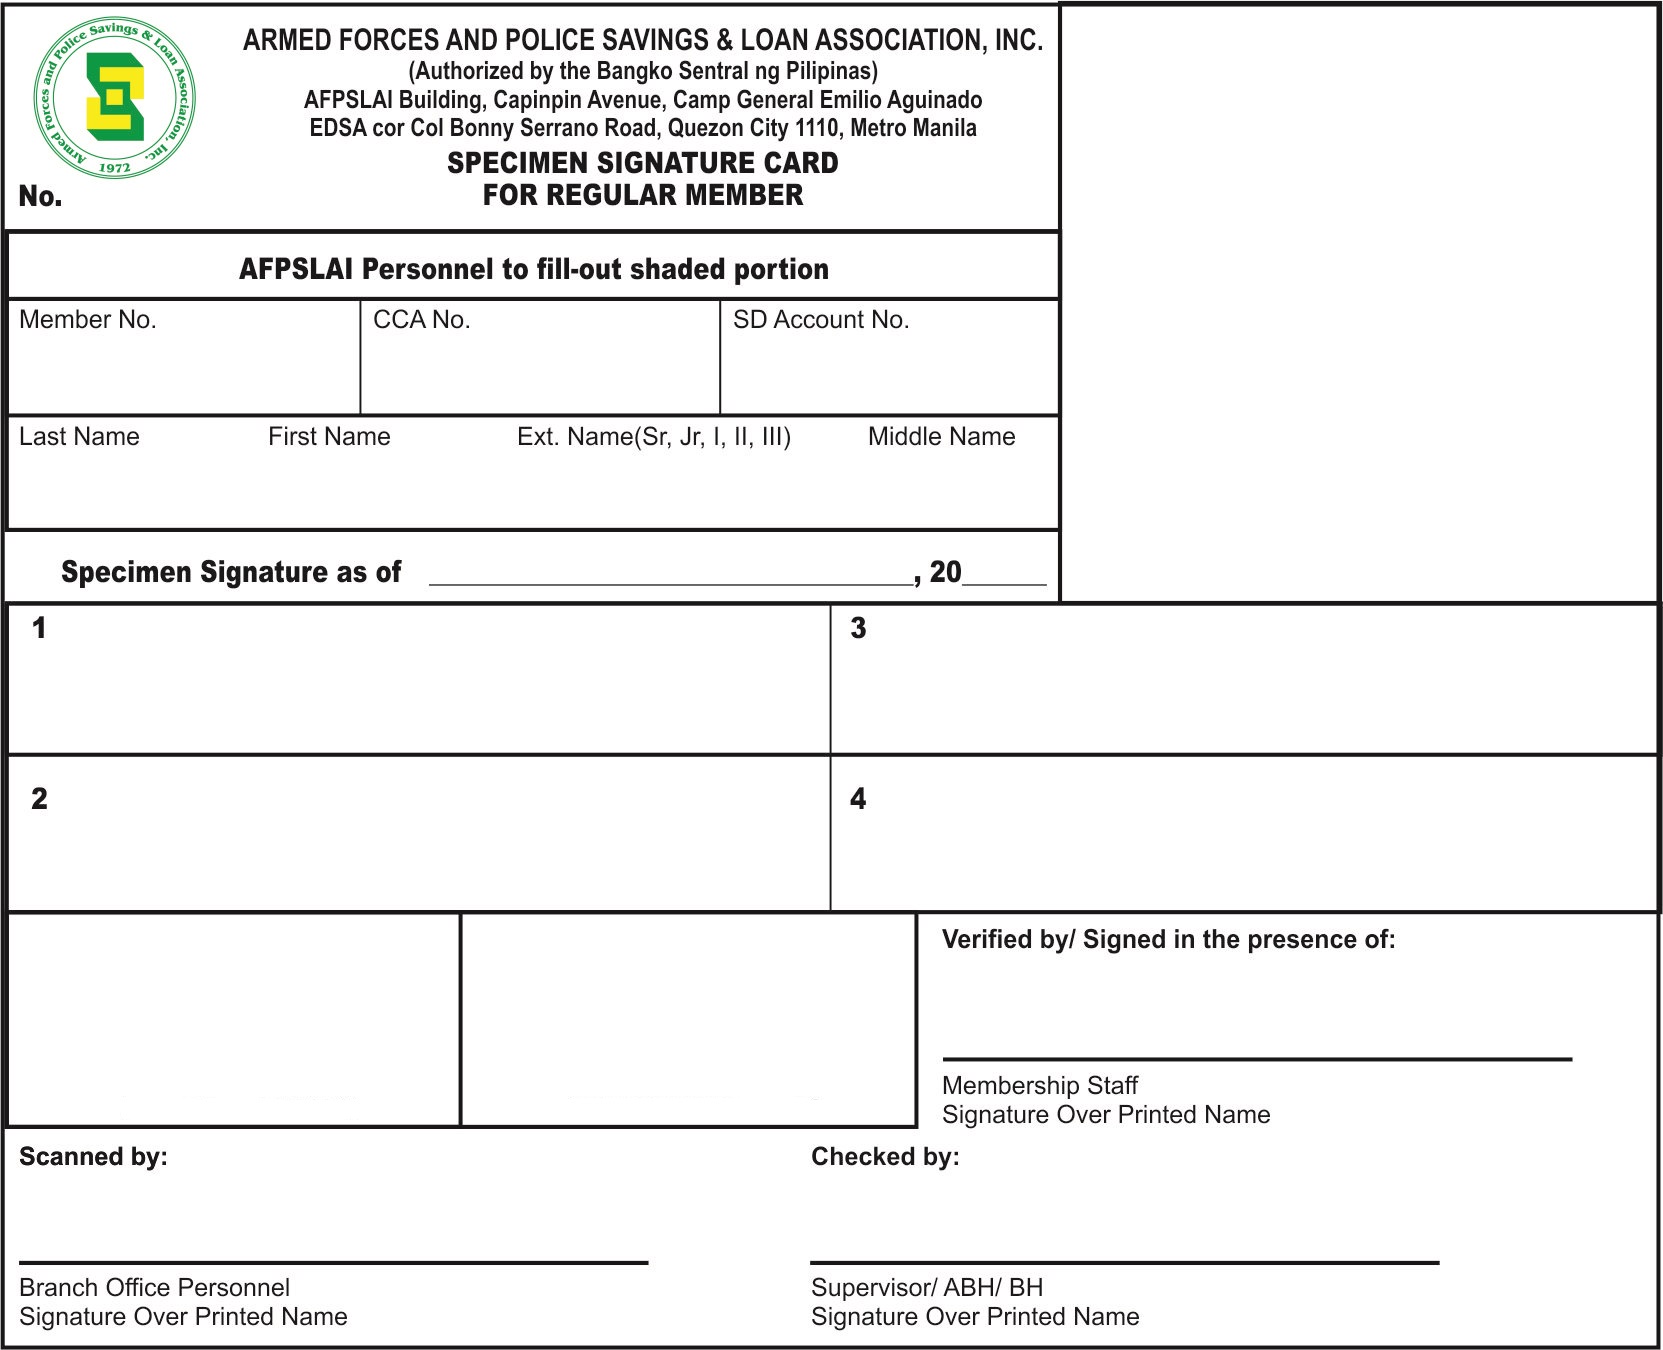 Armed Forces and Police Savings & Loan Association, Inc.
1972
ARMED FORCES AND POLICE SAVINGS & LOAN ASSOCIATION, INC.
(Authorized by the Bangko Sentral ng Pilipinas)
AFPSLAI Building, Capinpin Avenue, Camp General Emilio Aguinado
EDSA cor Col Bonny Serrano Road, Quezon City 1110, Metro Manila
SPECIMEN SIGNATURE CARD
FOR REGULAR MEMBER
No.
AFPSLAI Personnel to fill-out shaded portion
Member No. CCA No. SD Account No.
Last Name First Name Ext. Name(Sr, Jr, I, II, III) Middle Name
Specimen Signature as of ______________________, 20____
1 3
2 4
Verified by/ Signed in the presence of:
Membership Staff
Signature Over Printed Name
Scanned by: Checked by:
Branch Office Personnel Supervisor/ ABH/ BH
Signature Over Printed Name Signature Over Printed Name